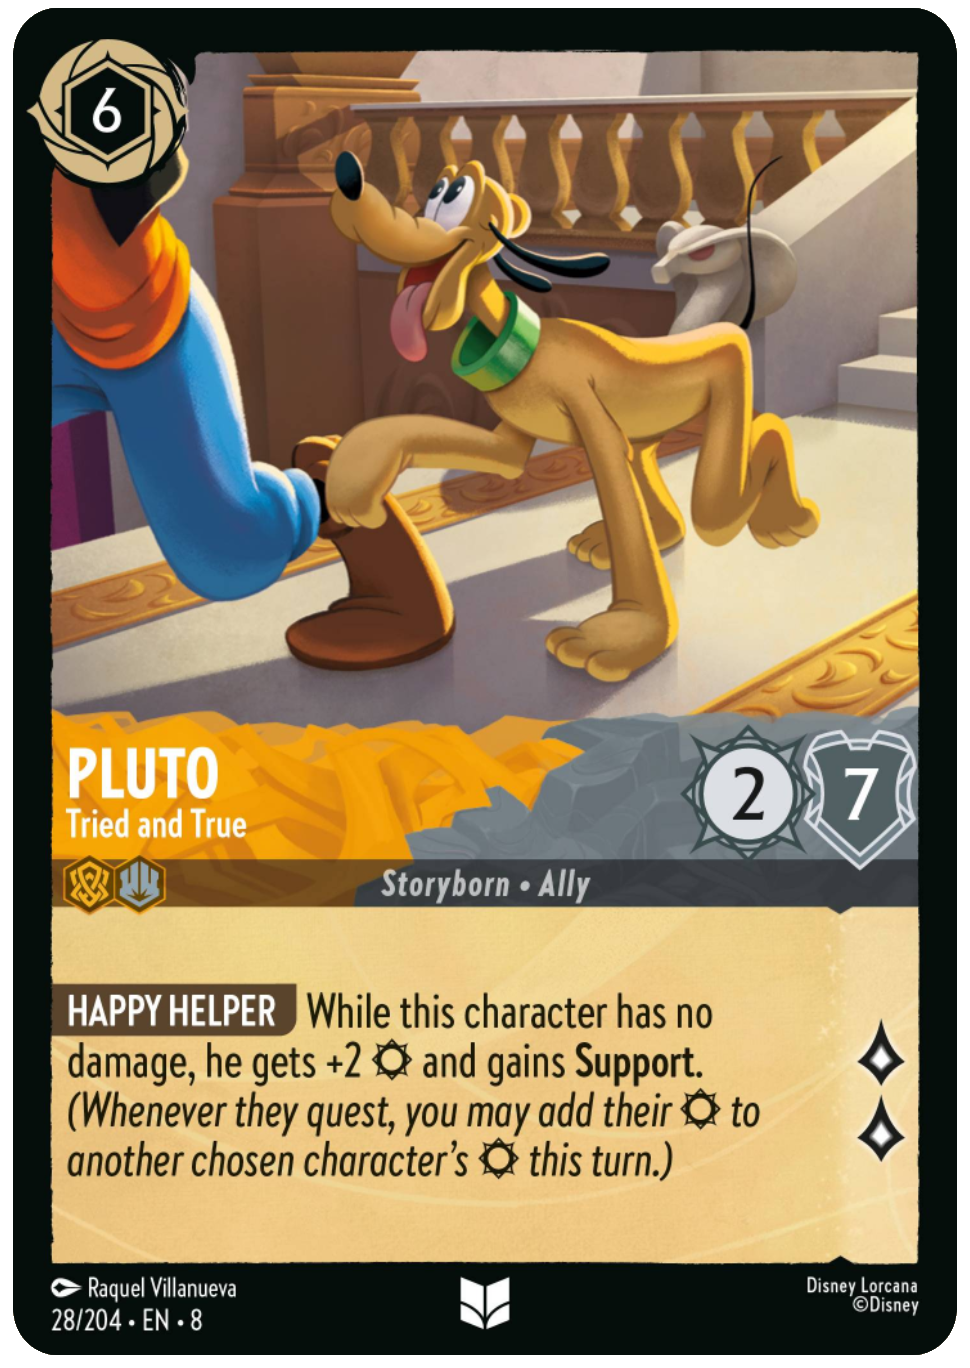 6
PLUTO
Tried and True
2
7
Storyborn • Ally
HAPPY HELPER While this character has no
damage, he gets +2 and gains Support.
(Whenever they quest, you may add their to
another chosen character's this turn.)
Raquel Villanueva
28/204 • EN • 8
Disney Lorcana
©Disney